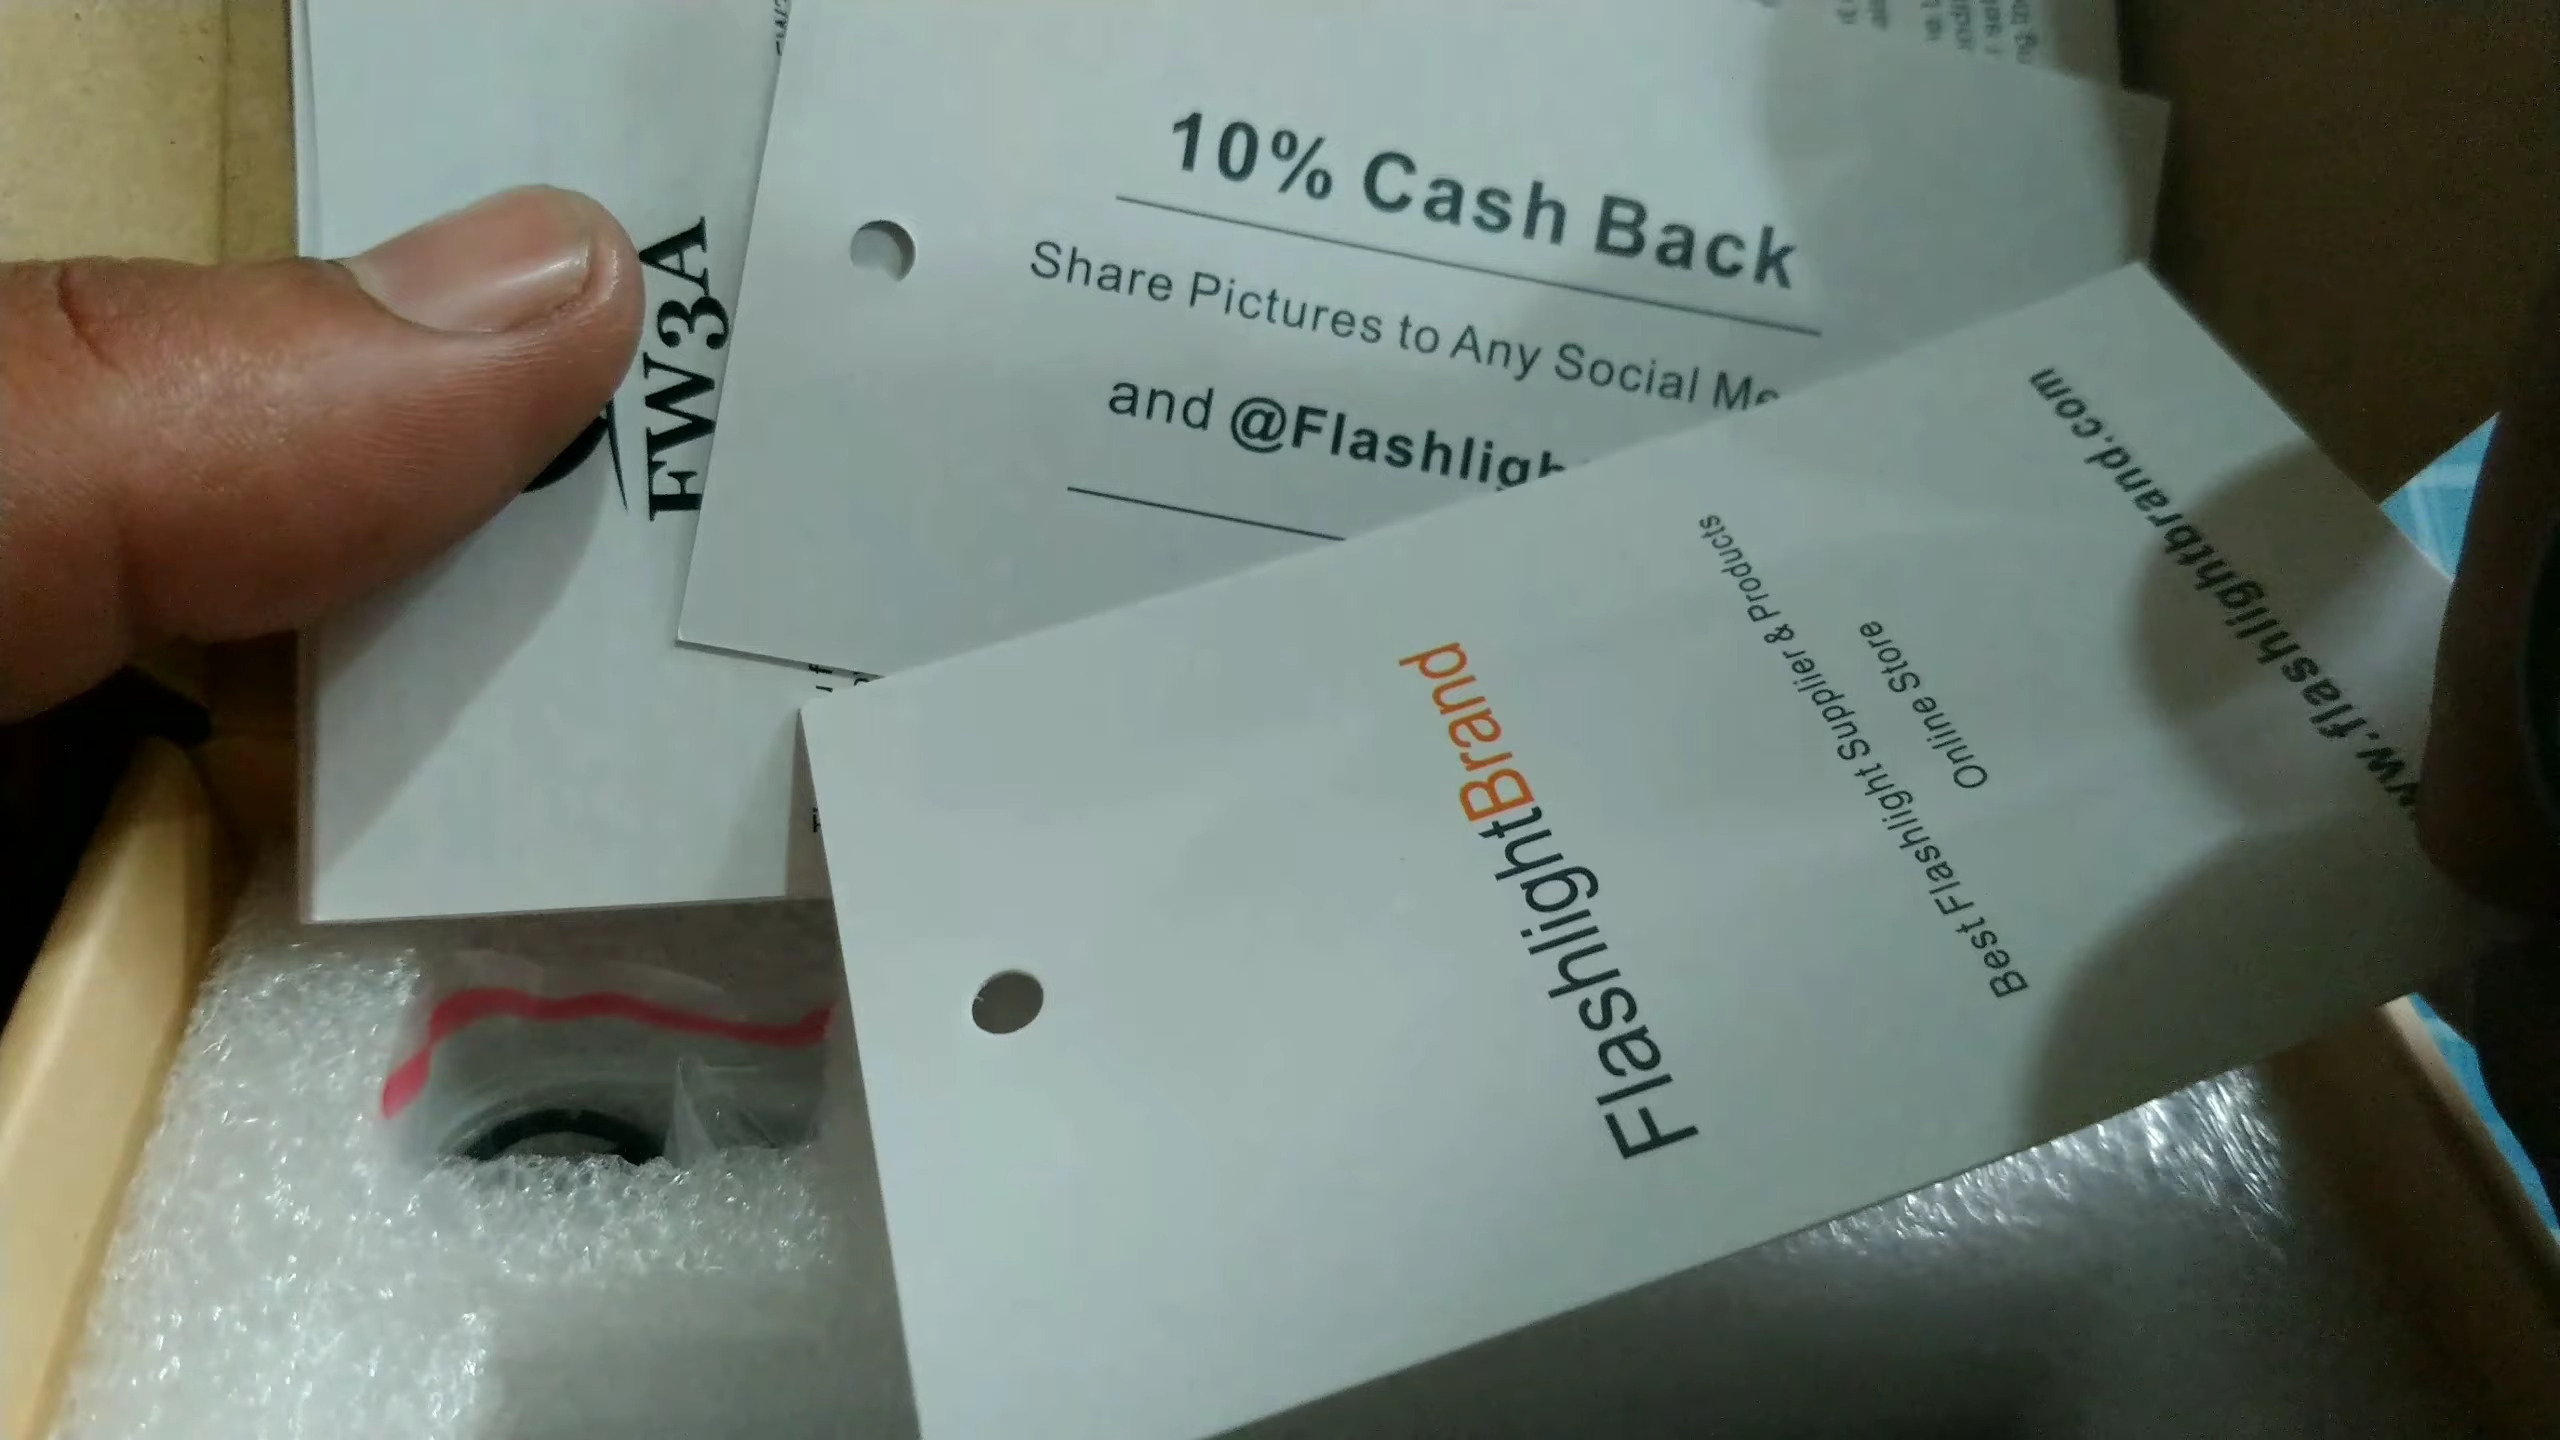 FW3A
10% Cash Back
Share Pictures to Any Social
and @Flashligh
FlashlightBrand
Best Flashlight Supplier & Products
Online Store
w.flashlightbrand.com